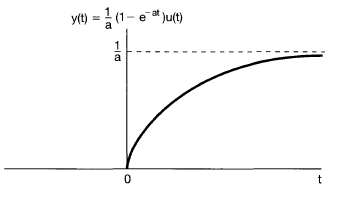 y(t) = 1/a (1 − e^−at)u(t)
1/a
0
t